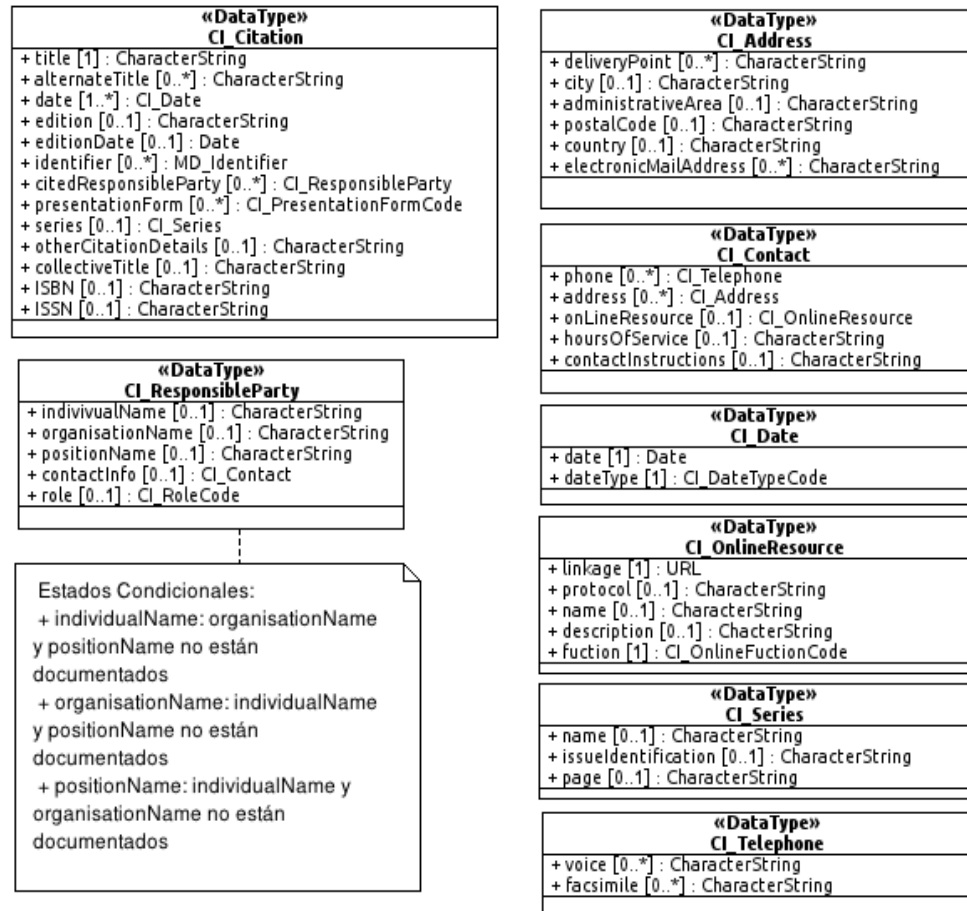 «DataType»
CI_Citation
+ title [1] : CharacterString
+ alternateTitle [0..*] : CharacterString
+ date [1..*] : CI_Date
+ edition [0..1] : CharacterString
+ editionDate [0..1] : Date
+ identifier [0..*] : MD_Identifier
+ citedResponsibleParty [0..*] : CI_ResponsibleParty
+ presentationForm [0..*] : CI_PresentationFormCode
+ series [0..1] : CI_Series
+ otherCitationDetails [0..1] : CharacterString
+ collectiveTitle [0..1] : CharacterString
+ ISBN [0..1] : CharacterString
+ ISSN [0..1] : CharacterString
«DataType»
CI_ResponsibleParty
+ indivivualName [0..1] : CharacterString
+ organisationName [0..1] : CharacterString
+ positionName [0..1] : CharacterString
+ contactInfo [0..1] : CI_Contact
+ role [0..1] : CI_RoleCode
Estados Condicionales:
+ individualName: organisationName
y positionName no están
documentados
+ organisationName: individualName
y positionName no están
documentados
+ positionName: individualName y
organisationName no están
documentados
«DataType»
CI_Address
+ deliveryPoint [0..*] : CharacterString
+ city [0..1] : CharacterString
+ administrativeArea [0..1] : CharacterString
+ postalCode [0..1] : CharacterString
+ country [0..1] : CharacterString
+ electronicMailAddress [0..*] : CharacterString
«DataType»
CI_Contact
+ phone [0..*] : CI_Telephone
+ address [0..*] : CI_Address
+ onLineResource [0..1] : CI_OnlineResource
+ hoursOfService [0..1] : CharacterString
+ contactInstructions [0..1] : CharacterString
«DataType»
CI_Date
+ date [1] : Date
+ dateType [1] : CI_DateTypeCode
«DataType»
CI_OnlineResource
+ linkage [1] : URL
+ protocol [0..1] : CharacterString
+ name [0..1] : CharacterString
+ description [0..1] : ChacterString
+ fuction [1] : CI_OnlineFuctionCode
«DataType»
CI_Series
+ name [0..1] : CharacterString
+ issueIdentification [0..1] : CharacterString
+ page [0..1] : CharacterString
«DataType»
CI_Telephone
+ voice [0..*] : CharacterString
+ facsimile [0..*] : CharacterString